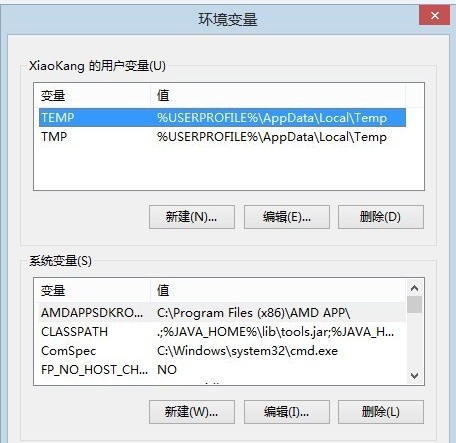 环境变量
XiaoKang 的用户变量(U)
变量 值
TEMP %USERPROFILE%\AppData\Local\Temp
TMP %USERPROFILE%\AppData\Local\Temp
新建(N)... 编辑(E)... 删除(D)
系统变量(S)
变量 值
AMDAPPSDKRO... C:\Program Files (x86)\AMD APP\
CLASSPATH .;%JAVA_HOME%\lib\tools.jar;%JAVA_H...
ComSpec C:\Windows\system32\cmd.exe
FP_NO_HOST_CH... NO
新建(W)... 编辑(I)... 删除(L)